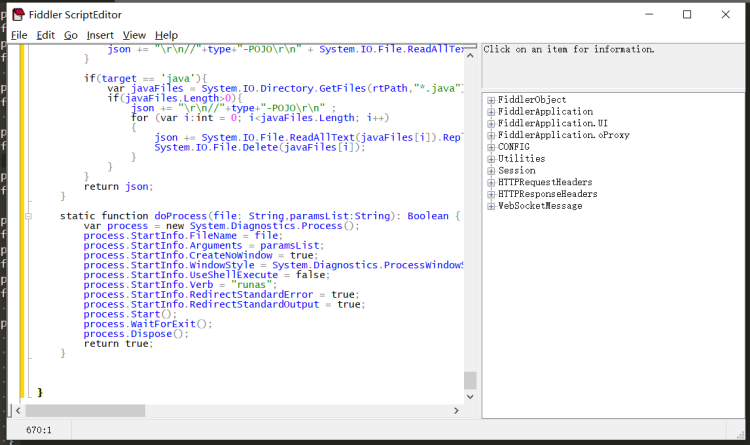 Fiddler ScriptEditor
File Edit Go Insert View Help
json += "\r\n//"+type+"-POJO\r\n" + System.IO.File.ReadAllTex
}
if(target == 'java'){
var javaFiles = System.IO.Directory.GetFiles(rtPath,"*.java")
if(javaFiles.Length>0){
json += "\r\n//"+type+"-POJO\r\n" ;
for (var i:int = 0; i<javaFiles.Length; i++)
{
json += System.IO.File.ReadAllText(javaFiles[i]).Repl
System.IO.File.Delete(javaFiles[i]);
}
}
}
return json;
}
static function doProcess(file: String,paramsList:String): Boolean {
var process = new System.Diagnostics.Process();
process.StartInfo.FileName = file;
process.StartInfo.Arguments = paramsList;
process.StartInfo.CreateNoWindow = true;
process.StartInfo.WindowStyle = System.Diagnostics.ProcessWindowS
process.StartInfo.UseShellExecute = false;
process.StartInfo.Verb = "runas";
process.StartInfo.RedirectStandardError = true;
process.StartInfo.RedirectStandardOutput = true;
process.Start();
process.WaitForExit();
process.Dispose();
return true;
}
}
670:1
Click on an item for information.
FiddlerObject
FiddlerApplication
FiddlerApplication.UI
FiddlerApplication.oProxy
CONFIG
Utilities
Session
HTTPRequestHeaders
HTTPResponseHeaders
WebSocketMessage